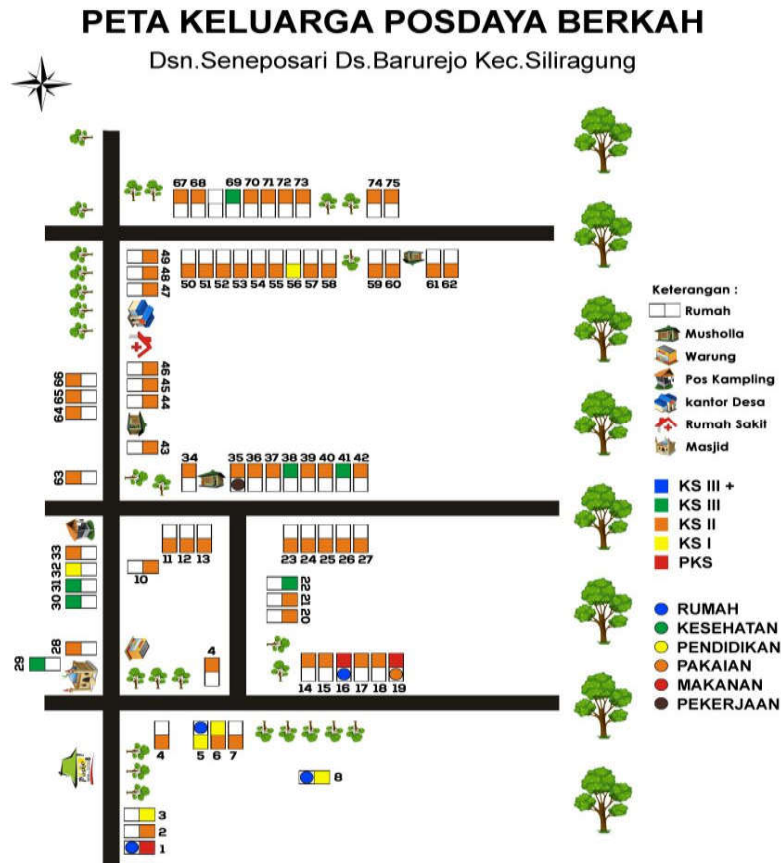 PETA KELUARGA POSDAYA BERKAH
Dsn.Seneposari Ds.Barurejo Kec.Siliragung
67 68 69 70 71 72 73 74 75
49
48
47
50 51 52 53 54 55 56 57 58 59 60 61 62
46
45
44
66
65
64
43
63
34 35 36 37 38 39 40 41 42
33
32
31
30
11 12 13
10
23 24 25 26 27
22
21
20
28
29
4
14 15 16 17 18 19
4 5 6 7
8
3
2
1
Keterangan :
Rumah
Musholla
Warung
Pos Kampling
kantor Desa
Rumah Sakit
Masjid
KS III +
KS III
KS II
KS I
PKS
RUMAH
KESEHATAN
PENDIDIKAN
PAKAIAN
MAKANAN
PEKERJAAN